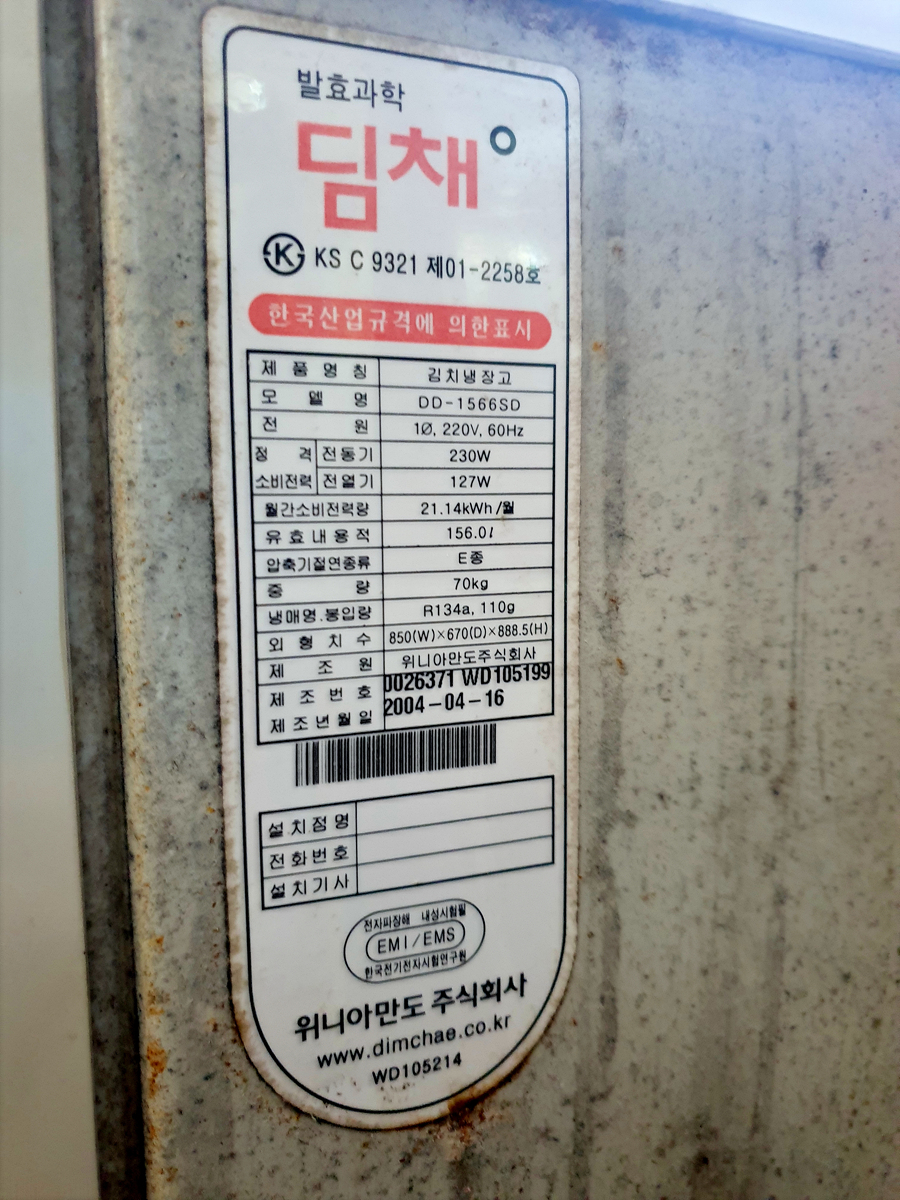 발효과학
딤채
KS C 9321 제01-2258호
한국산업규격에 의한표시
제품명칭 김치냉장고
모델명 DD-1566SD
전원 1Ø, 220V, 60Hz
정격 전동기 230W
소비전력 전열기 127W
월간소비전력량 21.14kWh/월
유효내용적 156.0ℓ
압축기절연종류 E종
중량 70kg
냉매명.봉입량 R134a, 110g
외형치수 850(W)×670(D)×888.5(H)
제조원 위니아만도주식회사
제조번호 0026371 WD105199
제조년월일 2004-04-16
설치점명
전화번호
설치기사
전자파장해 내성시험필
EMI/EMS
한국전기전자시험연구원
위니아만도 주식회사
www.dimchae.co.kr
WD105214